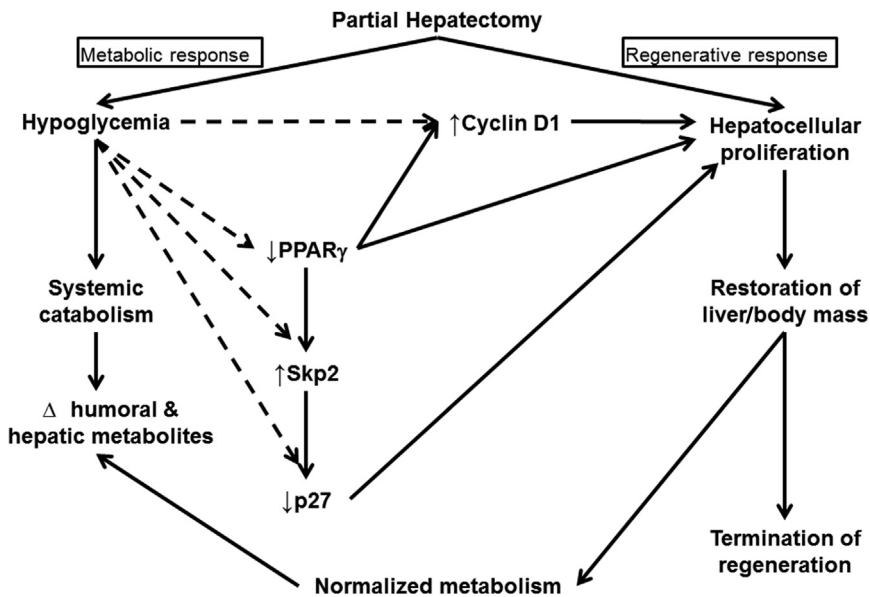 Partial Hepatectomy
Metabolic response
Regenerative response
Hypoglycemia
↑Cyclin D1
Hepatocellular
proliferation
↓PPARγ
Systemic
catabolism
Restoration of
liver/body mass
↑Skp2
Δ humoral &
hepatic metabolites
↓p27
Termination of
regeneration
Normalized metabolism